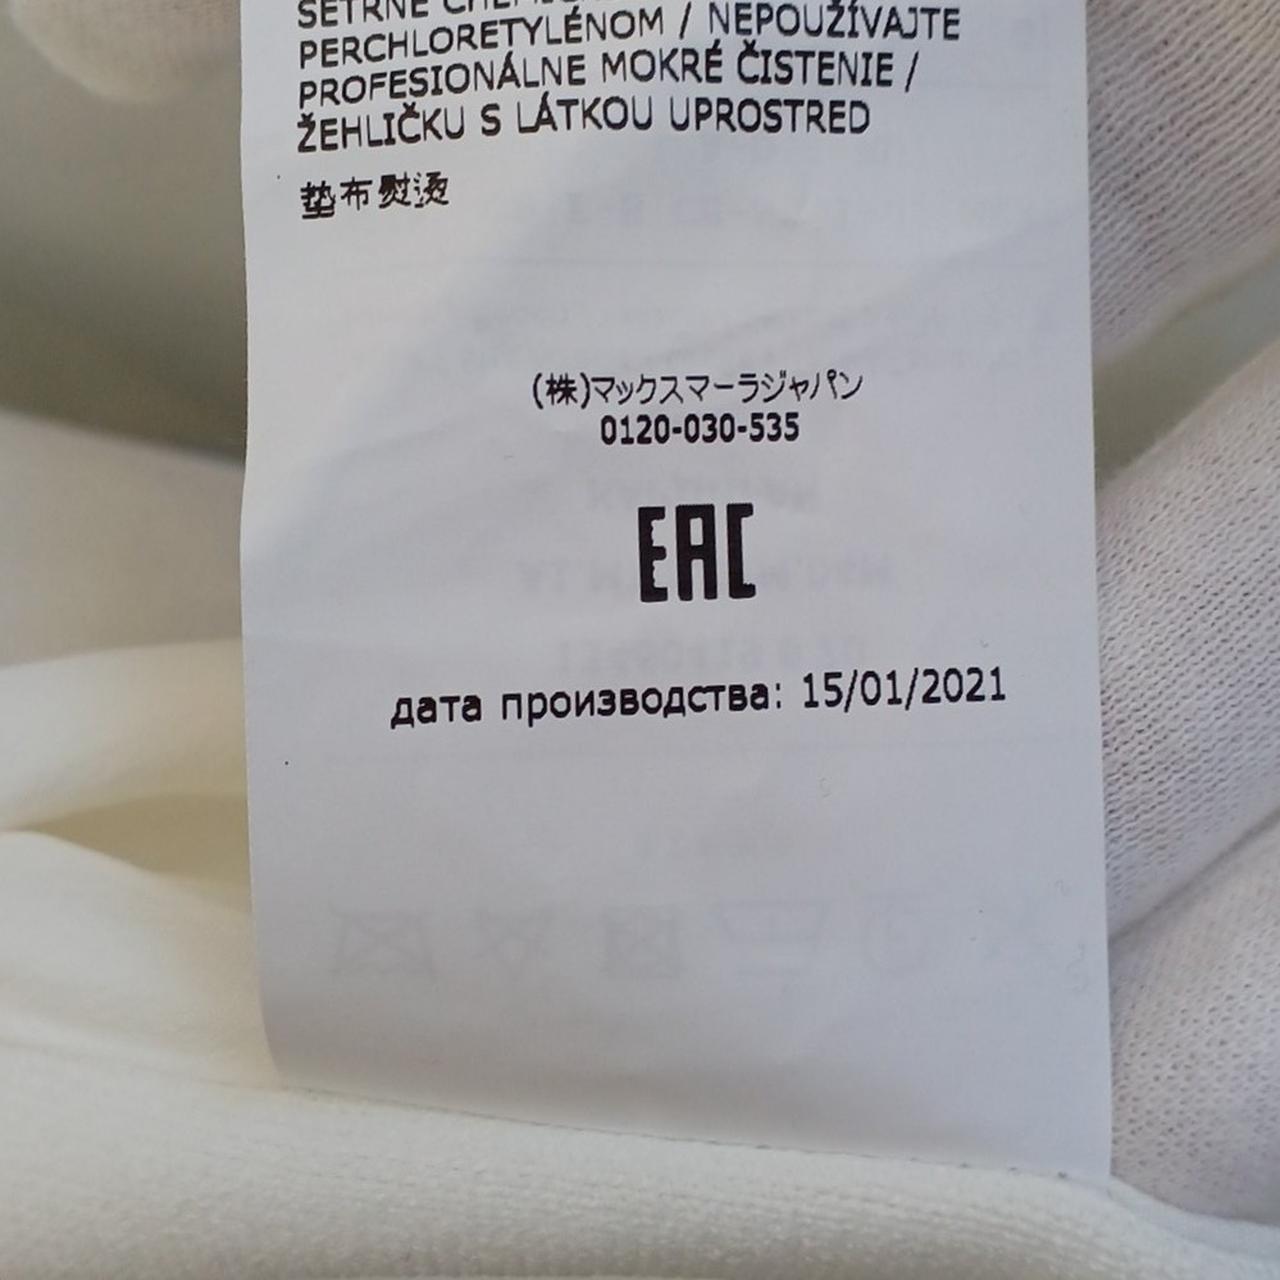 PERCHLORETYLÉNOM / NEPOUŽÍVAJTE
PROFESIONÁLNE MOKRÉ ČISTENIE /
ŽEHLIČKU S LÁTKOU UPROSTRED
垫布熨烫
(株)マックスマーラジャパン
0120-030-535
EAC
дата производства: 15/01/2021